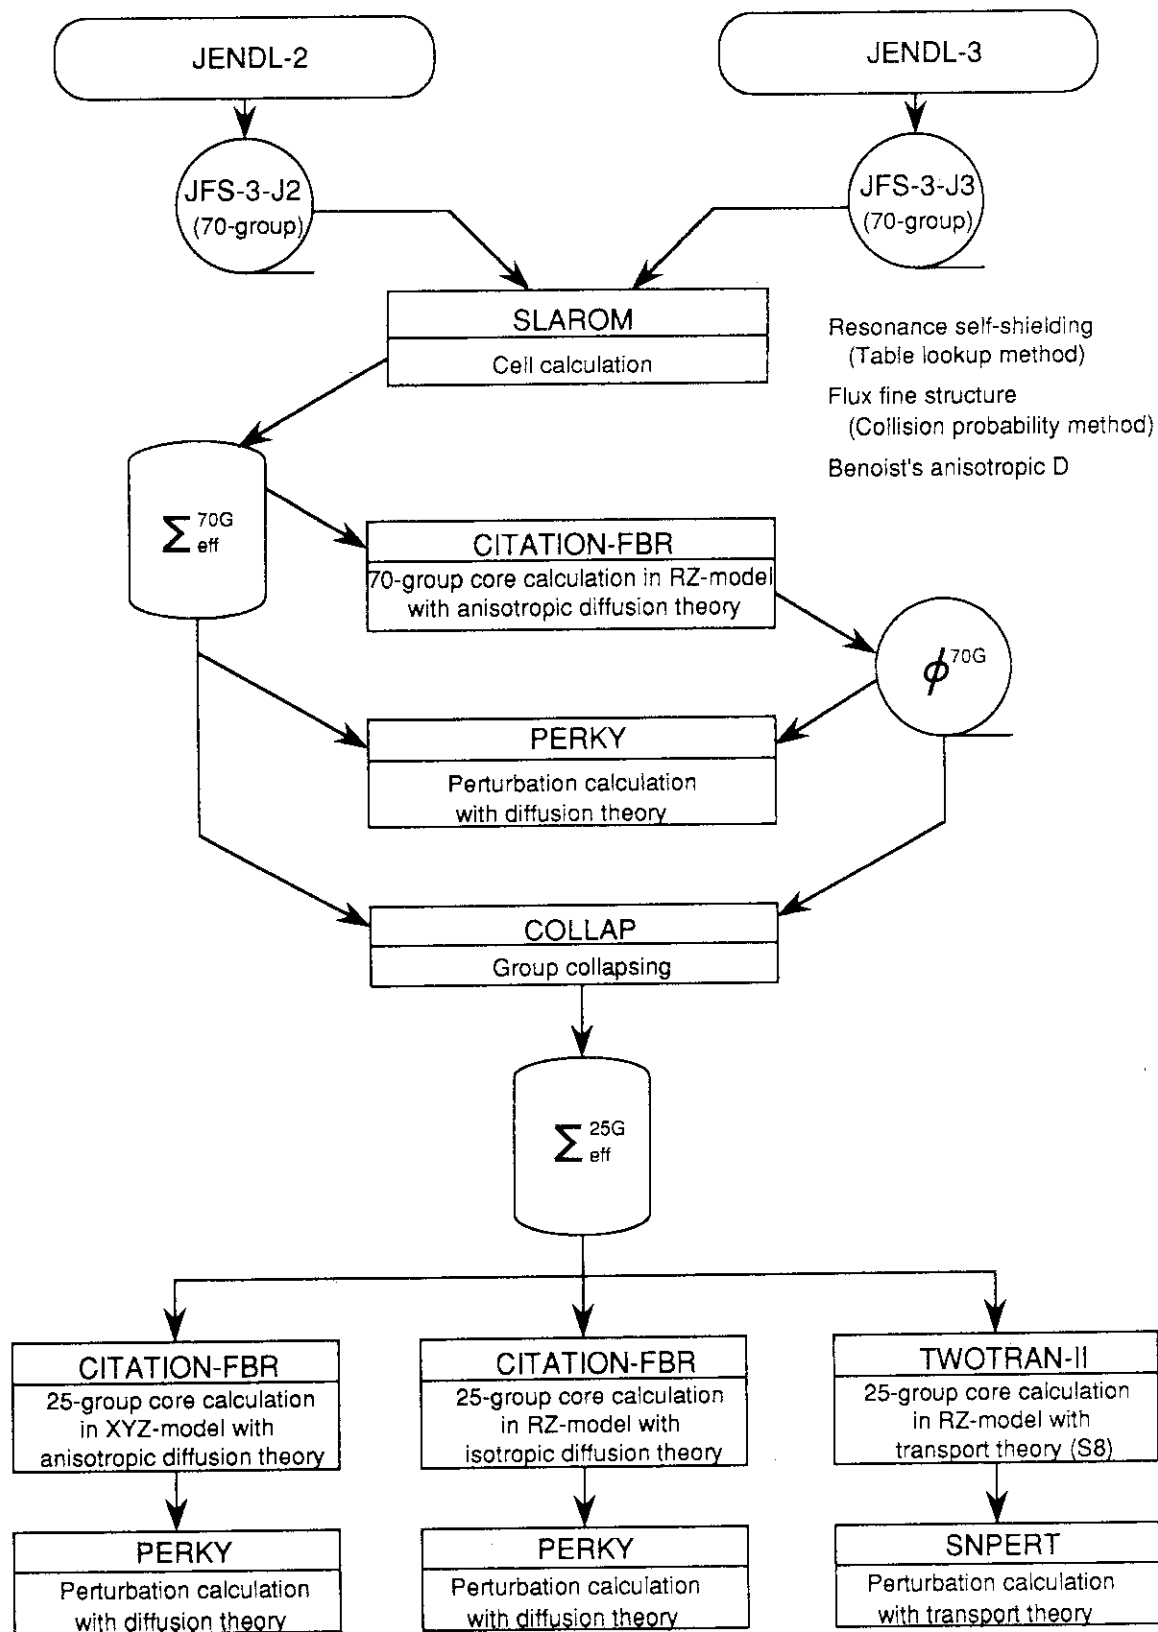 JENDL-2
JENDL-3
JFS-3-J2
(70-group)
JFS-3-J3
(70-group)
SLAROM
Cell calculation
Resonance self-shielding
(Table lookup method)
Flux fine structure
(Collision probability method)
Benoist's anisotropic D
Σ 70G eff
CITATION-FBR
70-group core calculation in RZ-model
with anisotropic diffusion theory
ϕ 70G
PERKY
Perturbation calculation
with diffusion theory
COLLAP
Group collapsing
Σ 25G eff
CITATION-FBR
25-group core calculation
in XYZ-model with
anisotropic diffusion theory
CITATION-FBR
25-group core calculation
in RZ-model with
isotropic diffusion theory
TWOTRAN-II
25-group core calculation
in RZ-model with
transport theory (S8)
PERKY
Perturbation calculation
with diffusion theory
PERKY
Perturbation calculation
with diffusion theory
SNPERT
Perturbation calculation
with transport theory